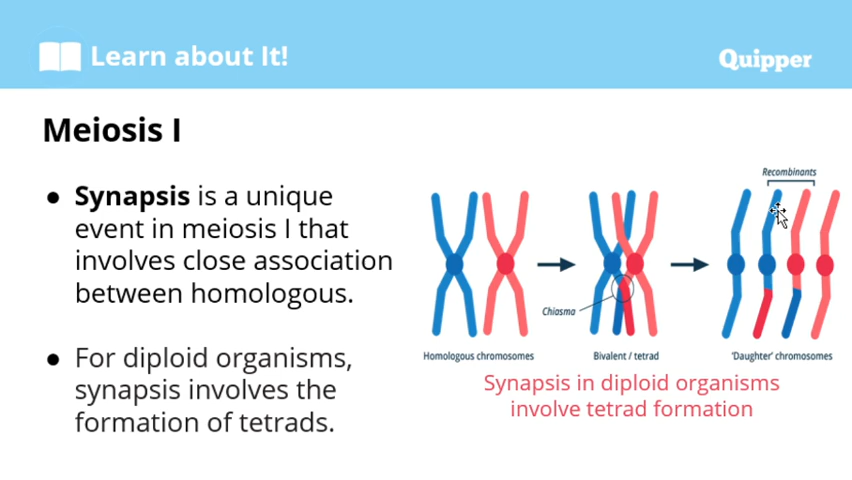 Learn about It!
Quipper
Meiosis I
● Synapsis is a unique
event in meiosis I that
involves close association
between homologous.
● For diploid organisms,
synapsis involves the
formation of tetrads.
Recombinants
Chiasma
Homologous chromosomes
Bivalent / tetrad
'Daughter' chromosomes
Synapsis in diploid organisms
involve tetrad formation